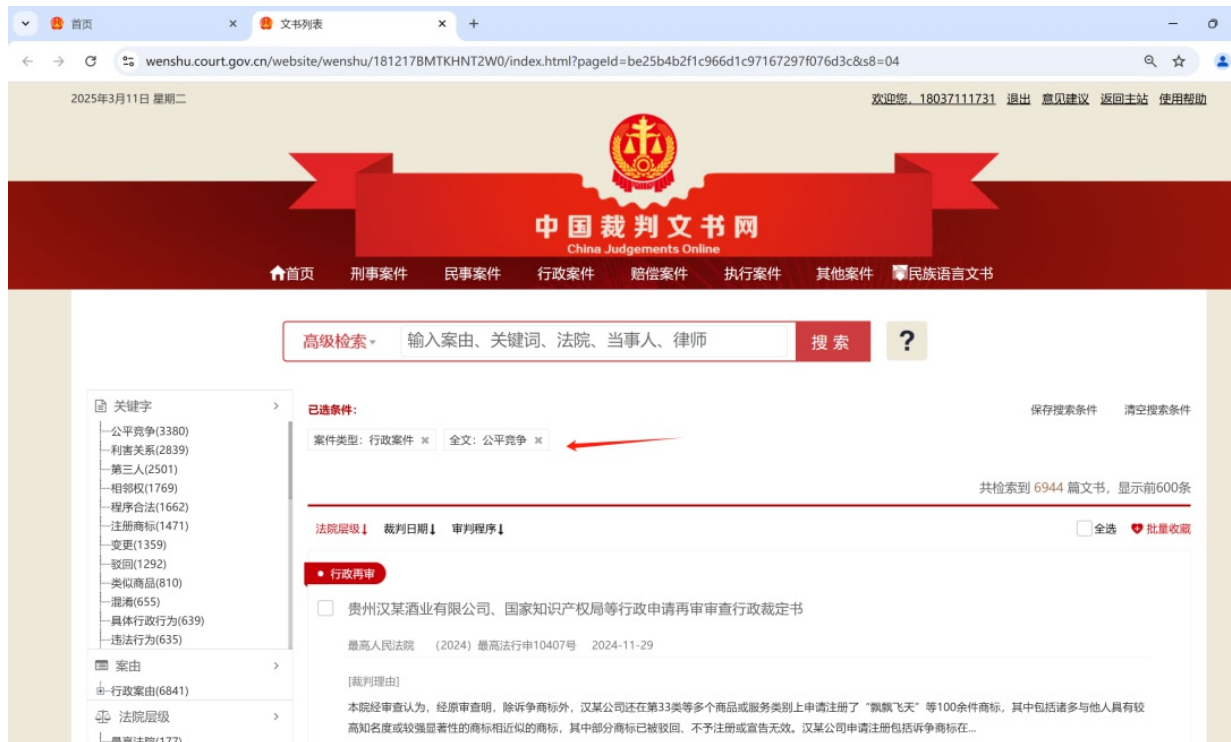 首页
文书列表
wenshu.court.gov.cn/website/wenshu/181217BMTKHNT2W0/index.html?pageId=be25b4b2f1c966d1c97167297f076d3c&s8=04
2025年3月11日 星期二
欢迎您，18037111731 退出 意见建议 返回主站 使用帮助
中国裁判文书网
China Judgements Online
首页 刑事案件 民事案件 行政案件 赔偿案件 执行案件 其他案件 民族语言文书
高级检索 输入案由、关键词、法院、当事人、律师 搜索 ?
关键字
公平竞争(3380)
利害关系(2839)
第三人(2501)
相邻权(1769)
程序合法(1662)
注册商标(1471)
变更(1359)
驳回(1292)
类似商品(810)
混淆(655)
具体行政行为(639)
违法行为(635)
案由
行政案由(6841)
法院层级
最高法院(177)
已选条件：
保存搜索条件 清空搜索条件
案件类型：行政案件 全文：公平竞争
共检索到 6944 篇文书，显示前600条
法院层级 裁判日期 审判程序
全选 批量收藏
行政再审
贵州汉某酒业有限公司、国家知识产权局等行政申请再审审查行政裁定书
最高人民法院 （2024）最高法行申10407号 2024-11-29
[裁判理由]
本院经审查认为，经原审查明，除诉争商标外，汉某公司还在第33类等多个商品或服务类别上申请注册了“飘飘飞天”等100余件商标，其中包括诸多与他人具有较
高知名度或较强显著性的商标相近似的商标，其中部分商标已被驳回、不予注册或宣告无效。汉某公司申请注册包括诉争商标在...